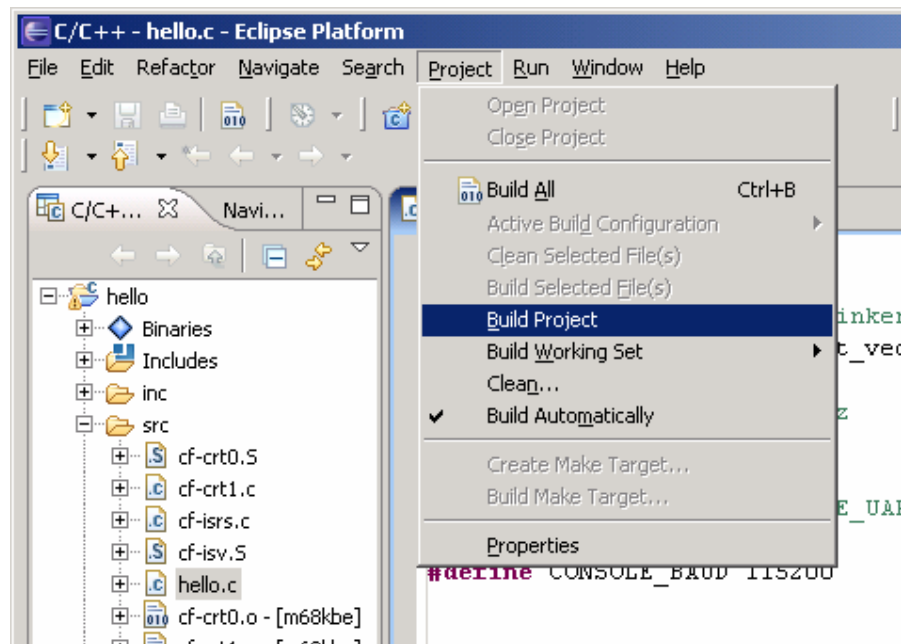 C/C++ - hello.c - Eclipse Platform
File Edit Refactor Navigate Search Project Run Window Help
Open Project
Close Project
Build All Ctrl+B
Active Build Configuration
Clean Selected File(s)
Build Selected File(s)
Build Project
Build Working Set
Clean...
Build Automatically
Create Make Target...
Build Make Target...
Properties
C/C+... Navi...
hello
Binaries
Includes
inc
src
cf-crt0.S
cf-crt1.c
cf-isrs.c
cf-isv.S
hello.c
cf-crt0.o - [m68kbe]
inker
t_vec
z
E_UAR
#define CONSOLE_BAUD 115200